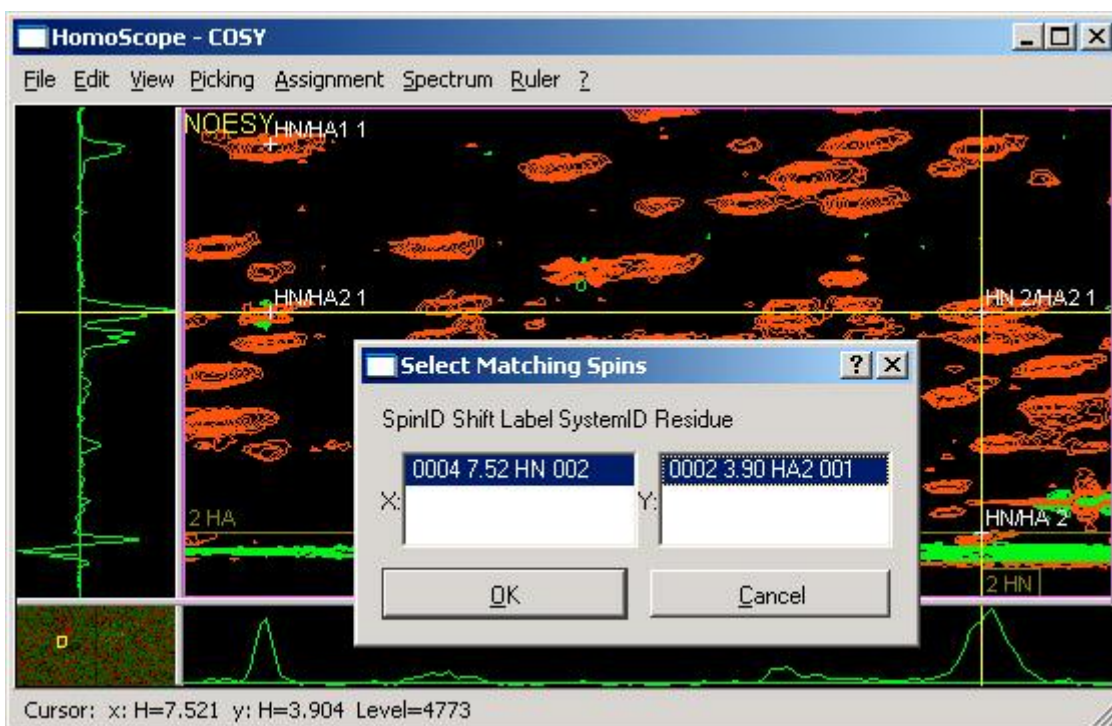 HomoScope - COSY
File Edit View Picking Assignment Spectrum Ruler ?
NOESY
HN/HA1 1
HN/HA2 1
HN 2/HA2 1
Select Matching Spins
SpinID Shift Label SystemID Residue
X: 0004 7.52 HN 002
Y: 0002 3.90 HA2 001
2 HA
HN/HA 2
OK Cancel
2 HN
Cursor: x: H=7.521 y: H=3.904 Level=4773